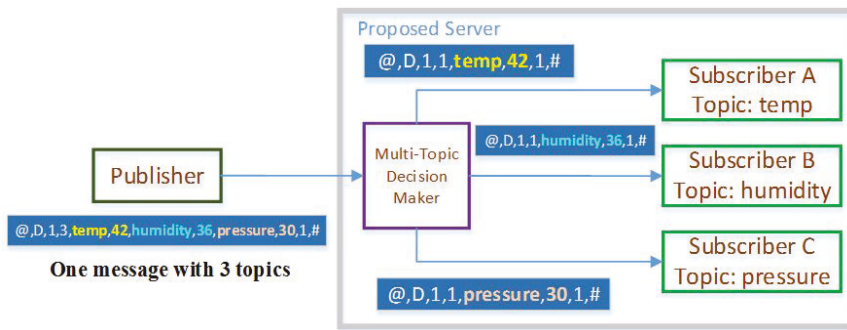 Proposed Server
@,D,1,1,temp,42,1,#
Subscriber A
Topic: temp
@,D,1,1,humidity,36,1,#
Multi-Topic
Decision
Maker
Publisher
Subscriber B
Topic: humidity
@,D,1,3,temp,42,humidity,36,pressure,30,1,#
One message with 3 topics
Subscriber C
Topic: pressure
@,D,1,1,pressure,30,1,#